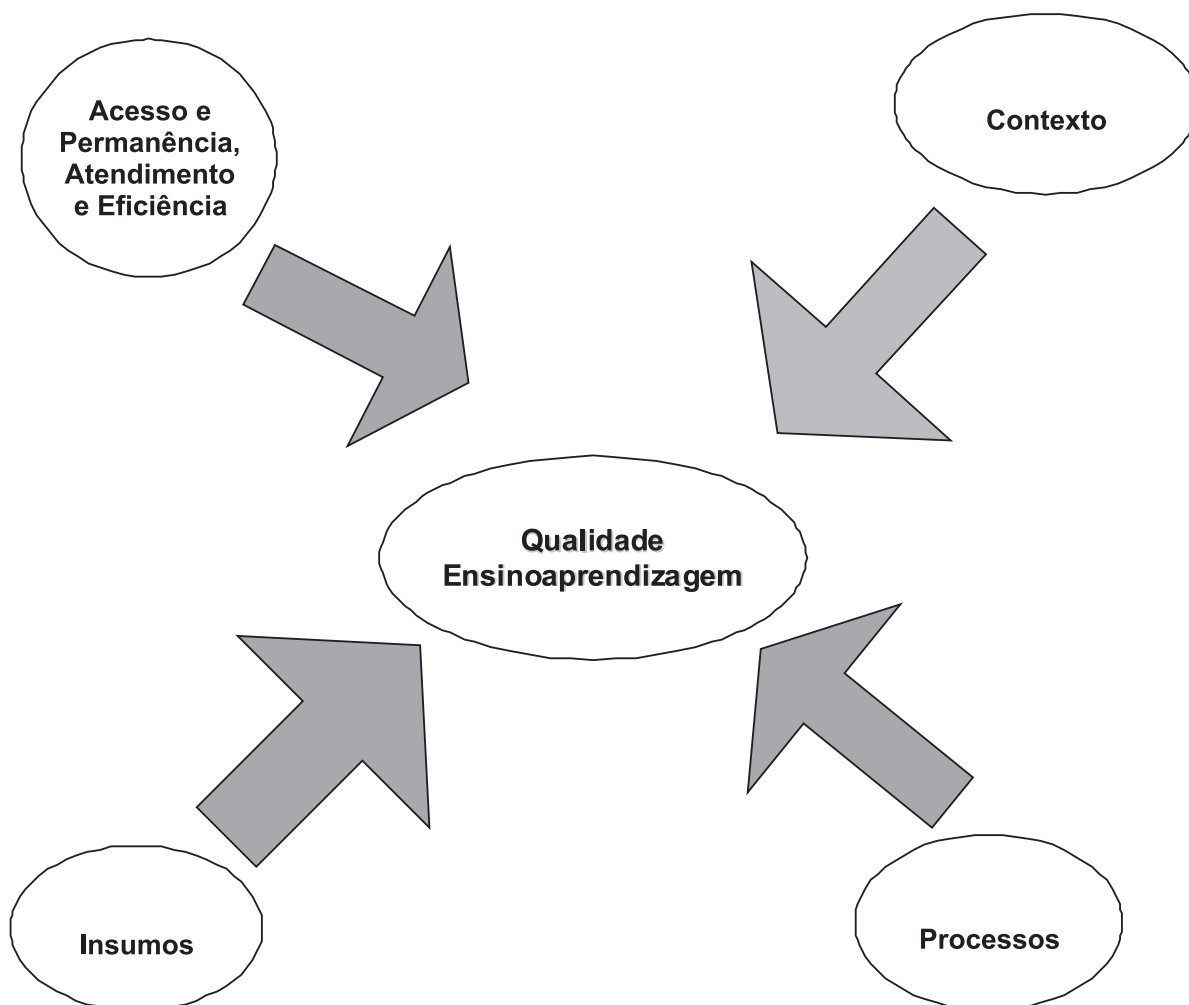 Acesso e
Permanência,
Atendimento
e Eficiência
Contexto
Qualidade
Ensinoaprendizagem
Insumos
Processos